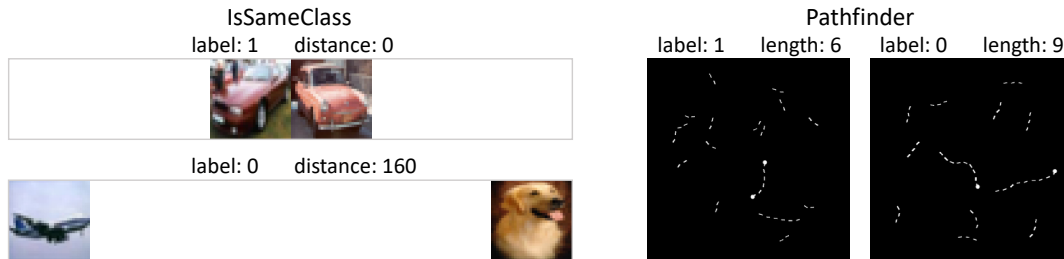 IsSameClass
label: 1 distance: 0
label: 0 distance: 160
Pathfinder
label: 1 length: 6 label: 0 length: 9